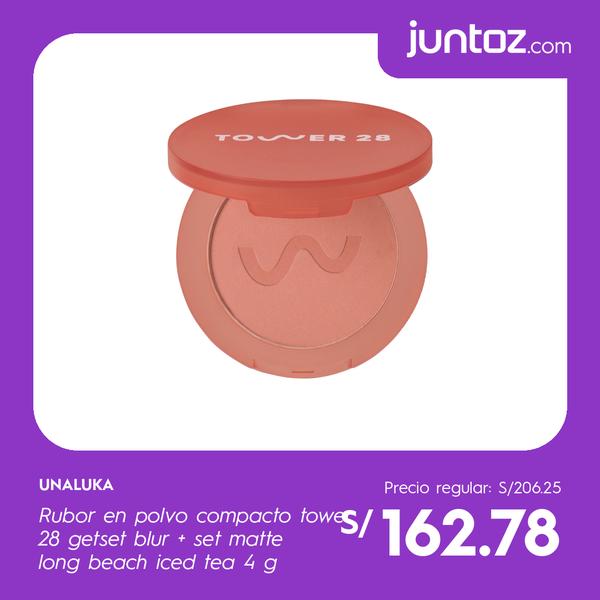 juntoz.com
TOWER 28
UNALUKA
Rubor en polvo compacto towe
28 getset blur + set matte
long beach iced tea 4 g
Precio regular: S/206.25
S/162.78